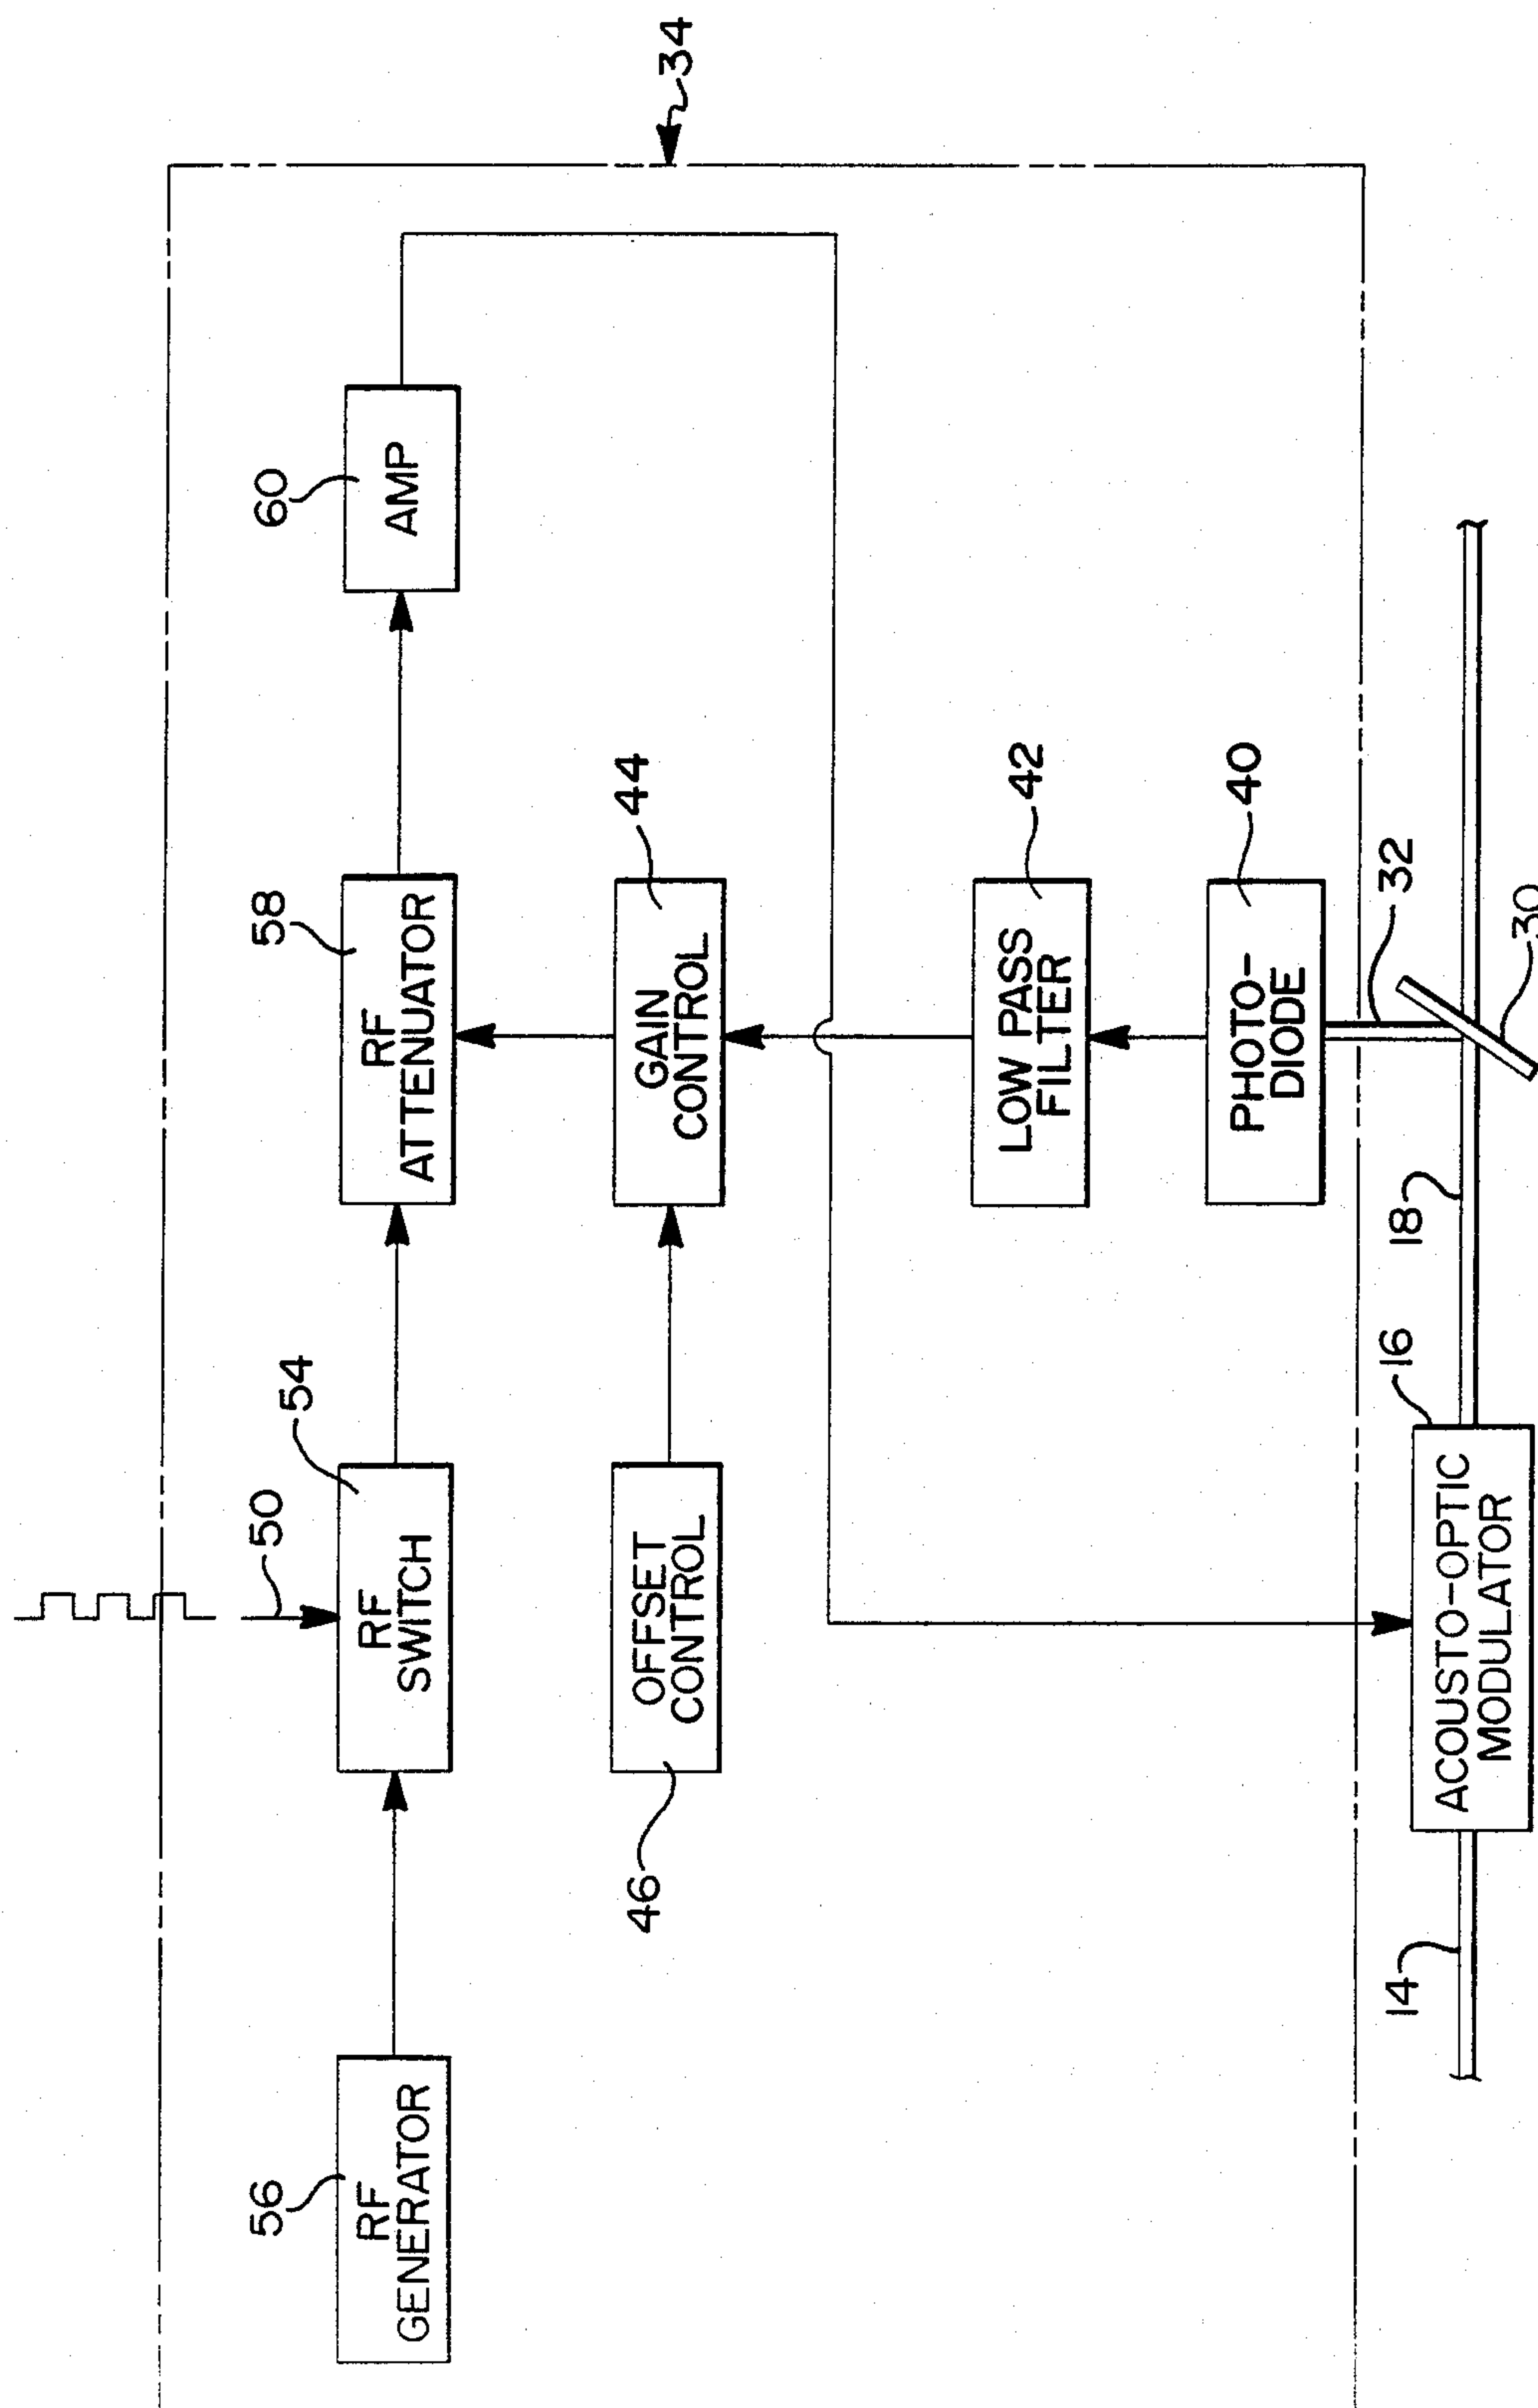 34
50
56
RF
GENERATOR
54
RF
SWITCH
58
RF
ATTENUATOR
60
AMP
46
OFFSET
CONTROL
44
GAIN
CONTROL
42
LOW PASS
FILTER
40
PHOTO-
DIODE
32
14
16
ACOUSTO-OPTIC
MODULATOR
18
30